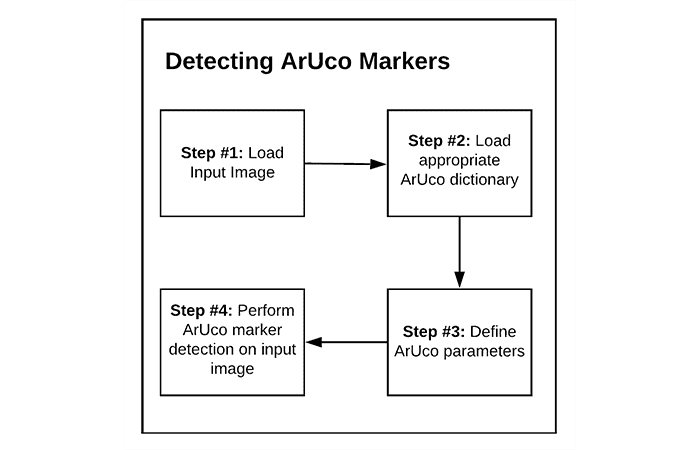 Detecting ArUco Markers
Step #1: Load
Input Image
Step #2: Load
appropriate
ArUco dictionary
Step #3: Define
ArUco parameters
Step #4: Perform
ArUco marker
detection on input
image